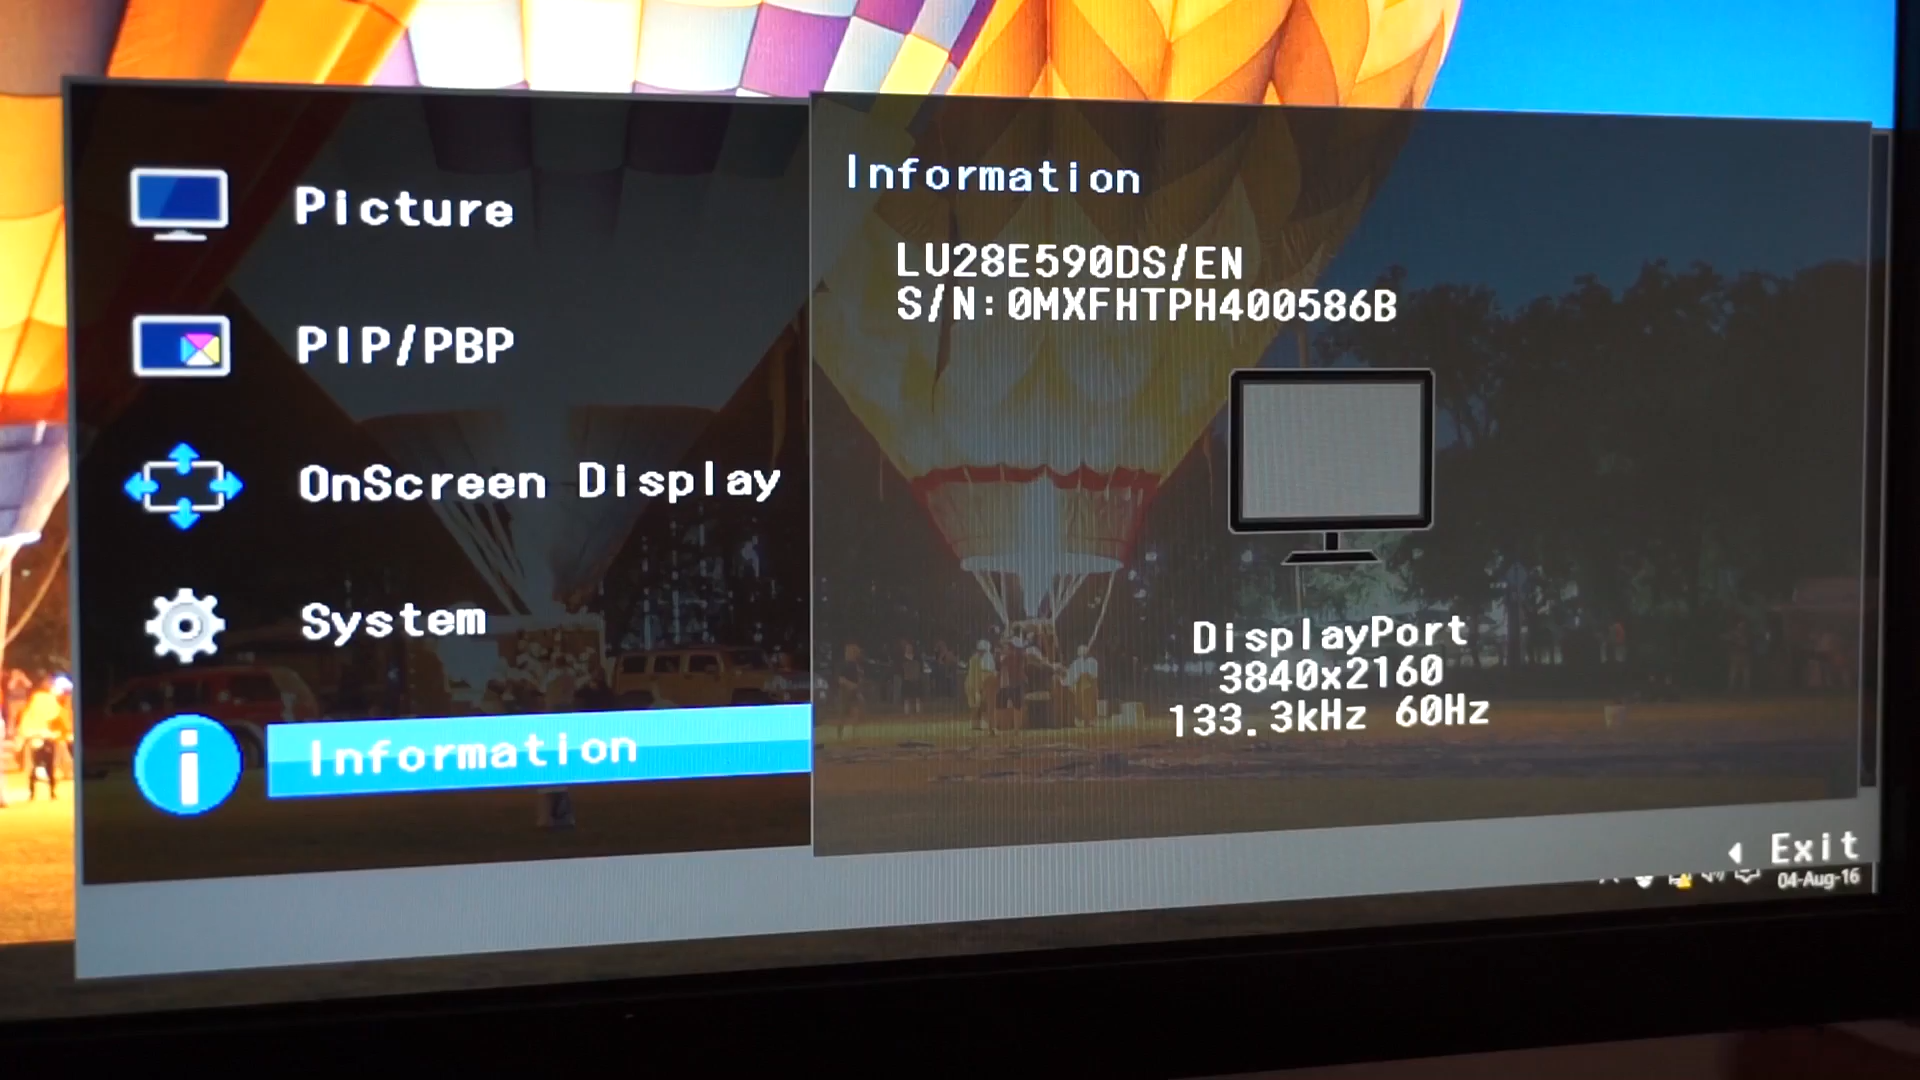 Picture
PIP/PBP
OnScreen Display
System
Information
Information
LU28E590DS/EN
S/N:0MXFHTPH400586B
DisplayPort
3840x2160
133.3kHz 60Hz
Exit
04-Aug-16